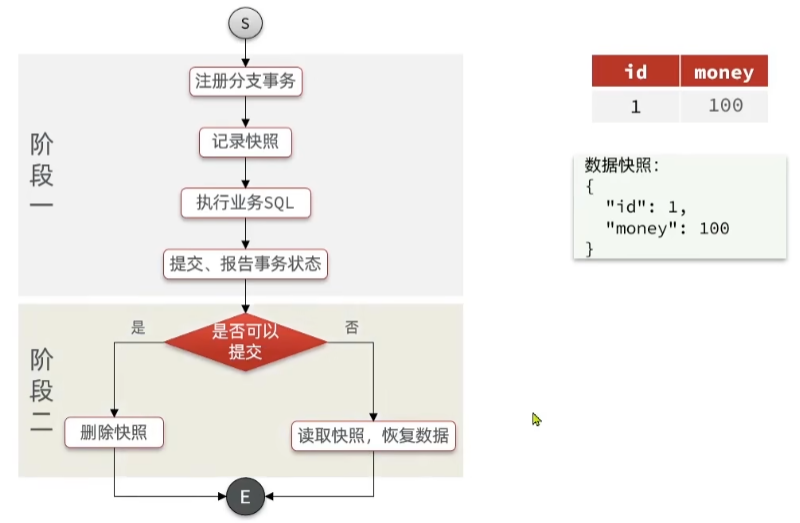 S
阶段一
注册分支事务
记录快照
执行业务SQL
提交、报告事务状态
阶段二
是否可以
提交
是
否
删除快照
读取快照，恢复数据
E
id money
1 100
数据快照：
{
"id": 1,
"money": 100
}